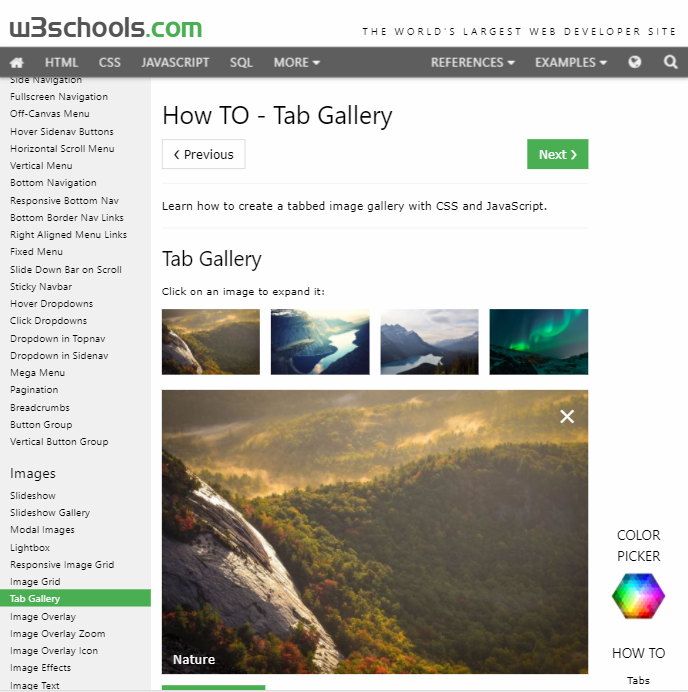 w3schools.com
THE WORLD'S LARGEST WEB DEVELOPER SITE
HTML CSS JAVASCRIPT SQL MORE REFERENCES EXAMPLES
Side Navigation
Fullscreen Navigation
Off-Canvas Menu
Hover Sidenav Buttons
Horizontal Scroll Menu
Vertical Menu
Bottom Navigation
Responsive Bottom Nav
Bottom Border Nav Links
Right Aligned Menu Links
Fixed Menu
Slide Down Bar on Scroll
Sticky Navbar
Hover Dropdowns
Click Dropdowns
Dropdown in Topnav
Dropdown in Sidenav
Mega Menu
Pagination
Breadcrumbs
Button Group
Vertical Button Group
Images
Slideshow
Slideshow Gallery
Modal Images
Lightbox
Responsive Image Grid
Image Grid
Tab Gallery
Image Overlay
Image Overlay Zoom
Image Overlay Icon
Image Effects
Image Text
How TO - Tab Gallery
❮ Previous
Next ❯
Learn how to create a tabbed image gallery with CSS and JavaScript.
Tab Gallery
Click on an image to expand it:
×
Nature
COLOR
PICKER
HOW TO
Tabs